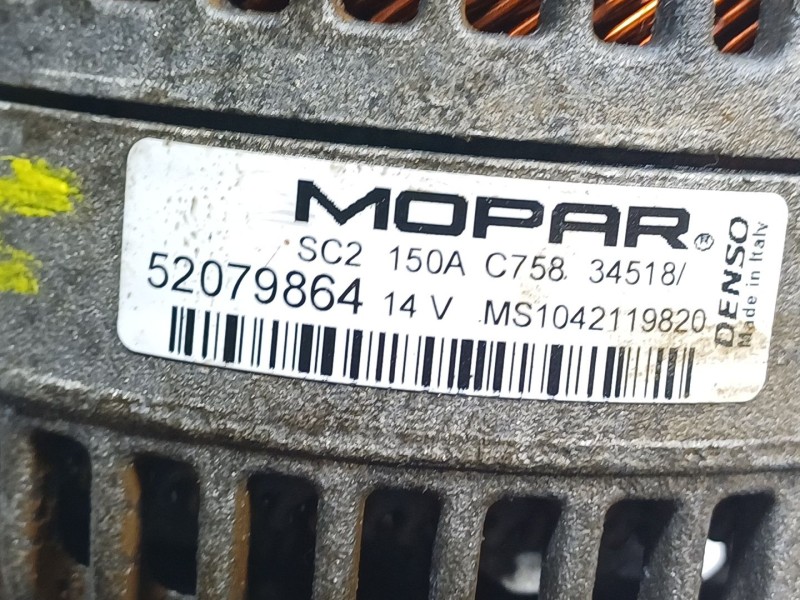 MOPAR®
SC2 150A C758 34518/
52079864 14 V MS1042119820
DENSO
Made in Italy